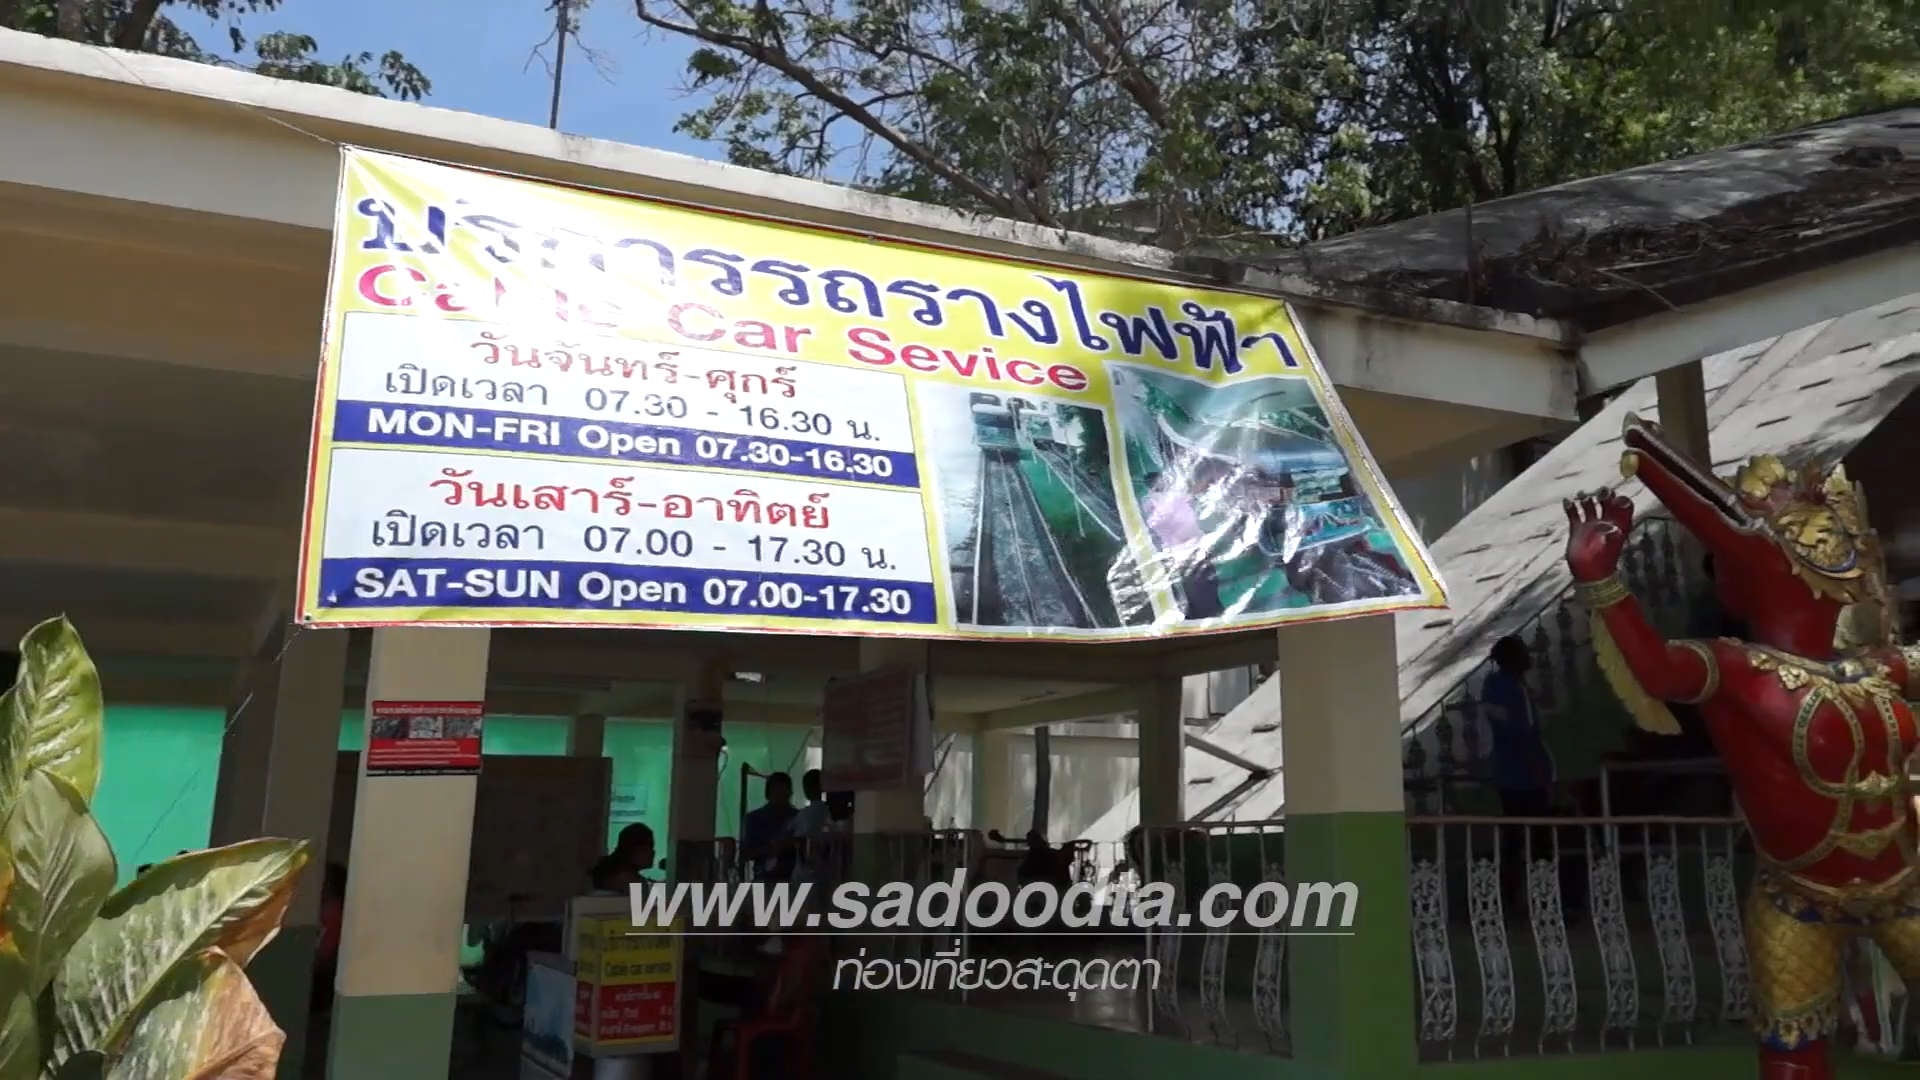 บริการรถรางไฟฟ้า
Cable Car Sevice
วันจันทร์-ศุกร์
เปิดเวลา 07.30 - 16.30 น.
MON-FRI Open 07.30-16.30
วันเสาร์-อาทิตย์
เปิดเวลา 07.00 - 17.30 น.
SAT-SUN Open 07.00-17.30
www.sadoodta.com
ท่องเที่ยวสะดุดตา
Cable car service